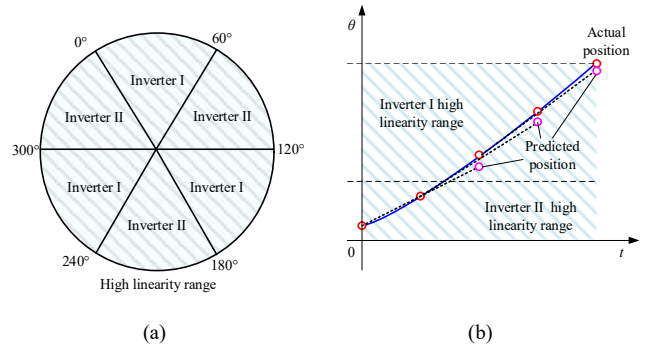 0°
60°
Inverter I
Inverter II
Inverter II
300°
120°
Inverter I
Inverter I
Inverter II
240°
180°
High linearity range
(a)
θ
Actual
position
Inverter I high
linearity range
Predicted
position
Inverter II high
linearity range
0
t
(b)